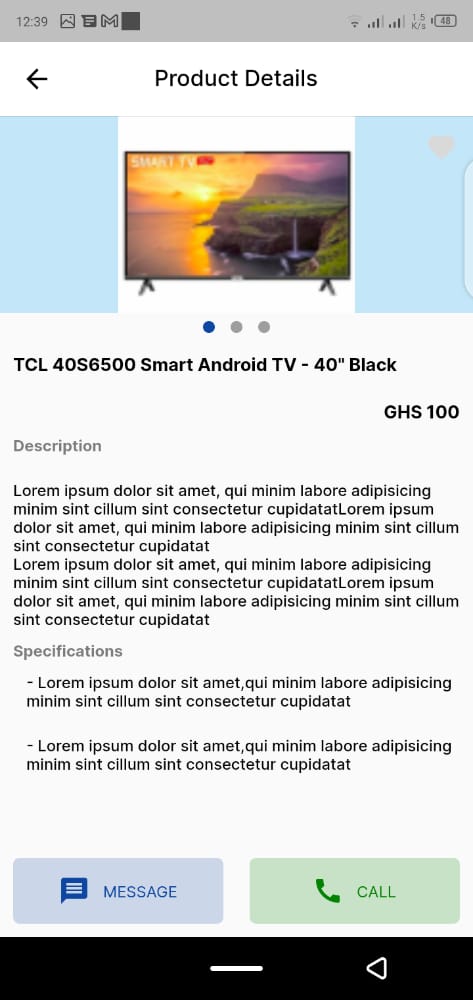 12:39
1.5
K/s
48
Product Details
SMART TV
TCL 40S6500 Smart Android TV - 40" Black
GHS 100
Description
Lorem ipsum dolor sit amet, qui minim labore adipisicing
minim sint cillum sint consectetur cupidatatLorem ipsum
dolor sit amet, qui minim labore adipisicing minim sint cillum
sint consectetur cupidatat
Lorem ipsum dolor sit amet, qui minim labore adipisicing
minim sint cillum sint consectetur cupidatatLorem ipsum
dolor sit amet, qui minim labore adipisicing minim sint cillum
sint consectetur cupidatat
Specifications
- Lorem ipsum dolor sit amet,qui minim labore adipisicing
minim sint cillum sint consectetur cupidatat
- Lorem ipsum dolor sit amet,qui minim labore adipisicing
minim sint cillum sint consectetur cupidatat
MESSAGE
CALL